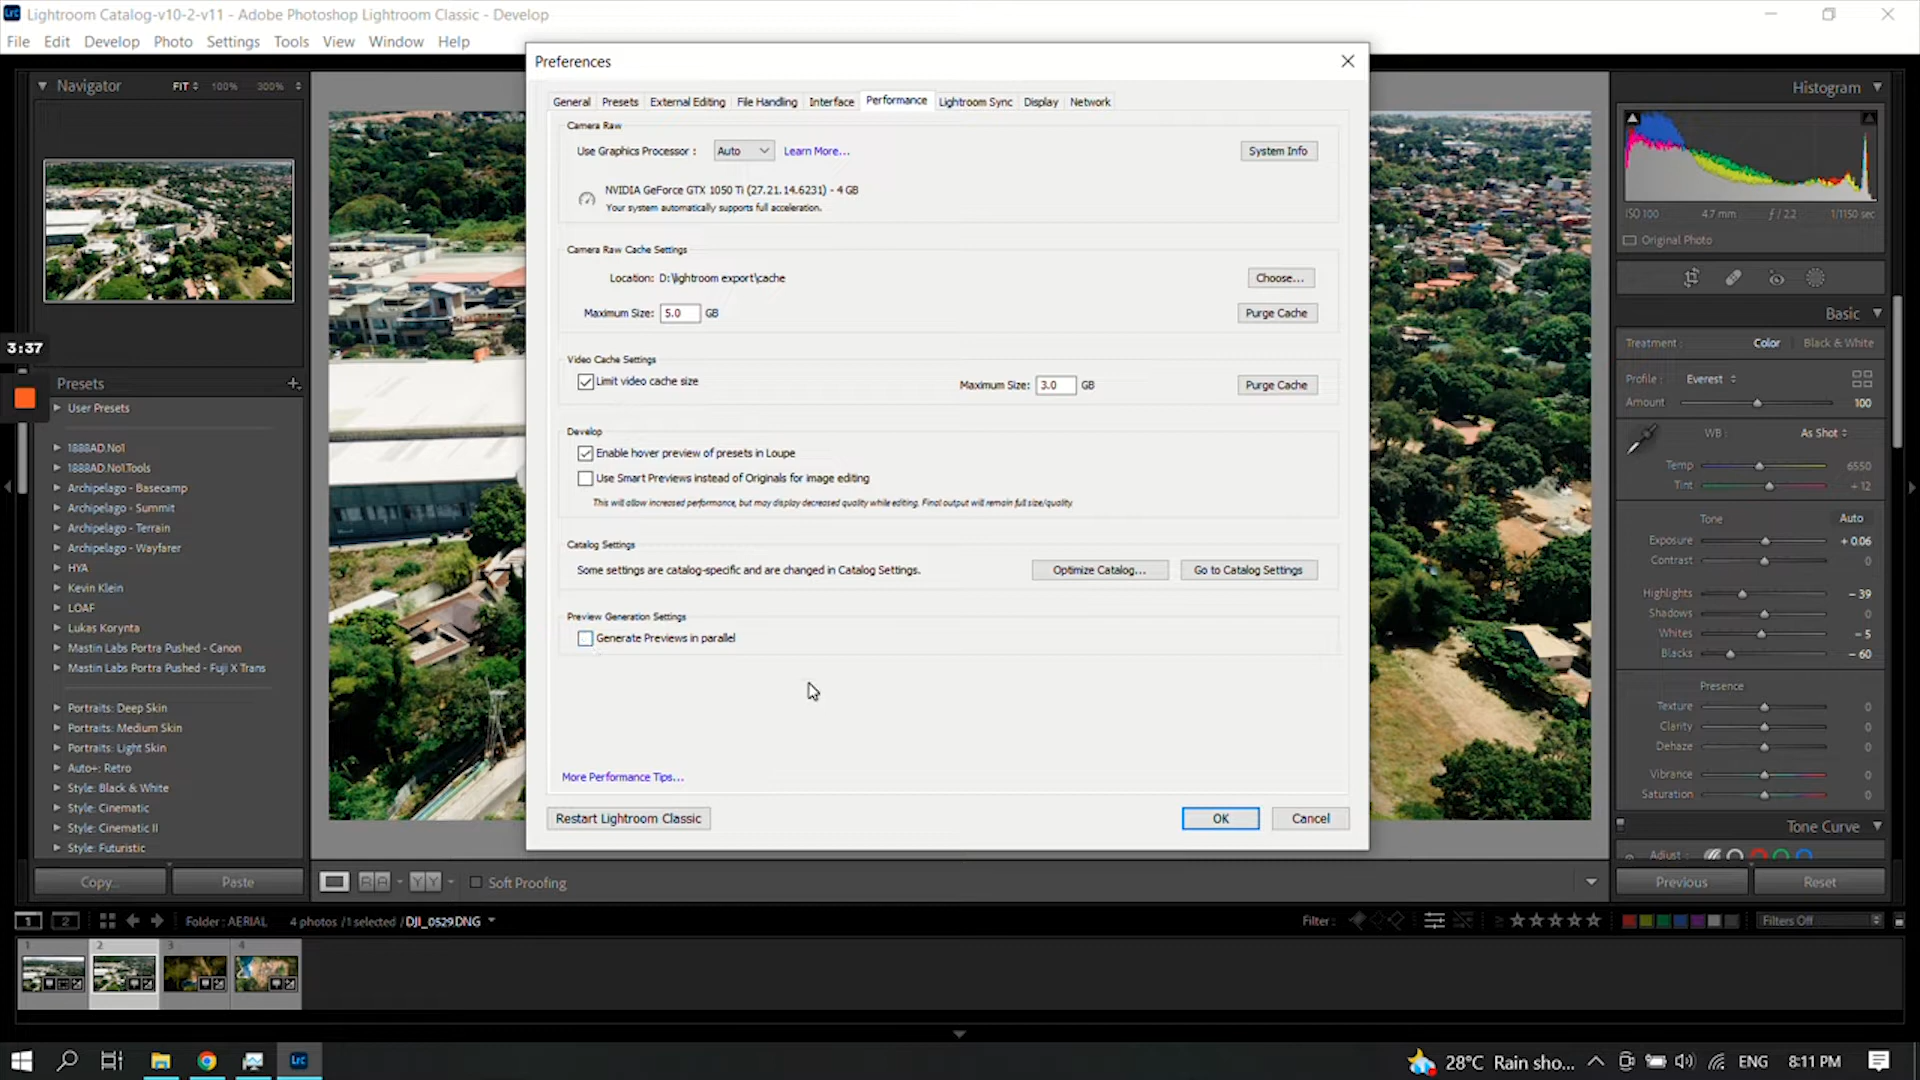 Lrc Lightroom Catalog-v10-2-v11 - Adobe Photoshop Lightroom Classic - Develop
File Edit Develop Photo Settings Tools View Window Help
Navigator FIT 100% 300%
3:37
Presets
User Presets
1888AD.No1
1888AD.No1.Tools
Archipelago - Basecamp
Archipelago - Summit
Archipelago - Terrain
Archipelago - Wayfarer
HYA
Kevin Klein
LOAF
Lukas Korynta
Mastin Labs Portra Pushed - Canon
Mastin Labs Portra Pushed - Fuji X Trans
Portraits: Deep Skin
Portraits: Medium Skin
Portraits: Light Skin
Auto+: Retro
Style: Black & White
Style: Cinematic
Style: Cinematic II
Style: Futuristic
Copy... Paste
Preferences
General Presets External Editing File Handling Interface Performance Lightroom Sync Display Network
Camera Raw
Use Graphics Processor : Auto Learn More... System Info
NVIDIA GeForce GTX 1050 Ti (27.21.14.6231) - 4 GB
Your system automatically supports full acceleration.
Camera Raw Cache Settings
Location: D:\lightroom export\cache Choose...
Maximum Size: 5.0 GB Purge Cache
Video Cache Settings
Limit video cache size Maximum Size: 3.0 GB Purge Cache
Develop
Enable hover preview of presets in Loupe
Use Smart Previews instead of Originals for image editing
This will allow increased performance, but may display decreased quality while editing. Final output will remain full size/quality.
Catalog Settings
Some settings are catalog-specific and are changed in Catalog Settings. Optimize Catalog... Go to Catalog Settings
Preview Generation Settings
Generate Previews in parallel
More Performance Tips...
Restart Lightroom Classic OK Cancel
Soft Proofing
Histogram
ISO 100 4.7 mm ƒ / 2.2 1/1150 sec
Original Photo
Basic
Treatment : Color Black & White
Profile : Everest
Amount 100
WB : As Shot
Temp 6550
Tint + 12
Tone Auto
Exposure + 0.06
Contrast 0
Highlights - 39
Shadows 0
Whites - 5
Blacks - 60
Presence
Texture 0
Clarity 0
Dehaze 0
Vibrance 0
Saturation 0
Tone Curve
Adjust :
Previous Reset
1 2 Folder : AERIAL 4 photos /1 selected /DJI_0529.DNG Filter : ≥ Filters Off
1 2 3 4
Lrc 28°C Rain sho... ENG 8:11 PM